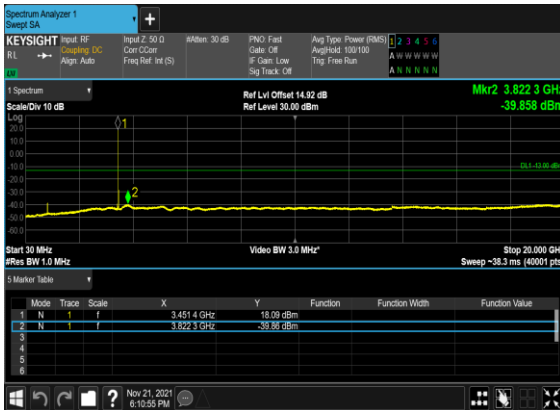 Spectrum Analyzer 1
Swept SA
+
KEYSIGHT Input: RF Input Z: 50 Ω #Atten: 30 dB PNO: Fast Avg Type: Power (RMS) 1 2 3 4 5 6
RL Coupling: DC Corr CCorr Gate: Off Avg|Hold: 100/100 A W W W W W
Align: Auto Freq Ref: Int (S) IF Gain: Low Trig: Free Run
Sig Track: Off A N N N N N
LXI
1 Spectrum Ref Lvl Offset 14.92 dB Mkr2 3.822 3 GHz
Scale/Div 10 dB Ref Level 30.00 dBm -39.858 dBm
Log
20.0
10.0
0.00
-10.0
-20.0
-30.0
-40.0
-50.0
-60.0
1
2
DL1 -13.00 dBm
Start 30 MHz Video BW 3.0 MHz* Stop 20.000 GHz
#Res BW 1.0 MHz Sweep ~38.3 ms (40001 pts)
5 Marker Table
Mode Trace Scale X Y Function Function Width Function Value
1 N 1 f 3.451 4 GHz 18.09 dBm
2 N 1 f 3.822 3 GHz -39.86 dBm
3
4
5
6
? Nov 21, 2021
6:10:55 PM